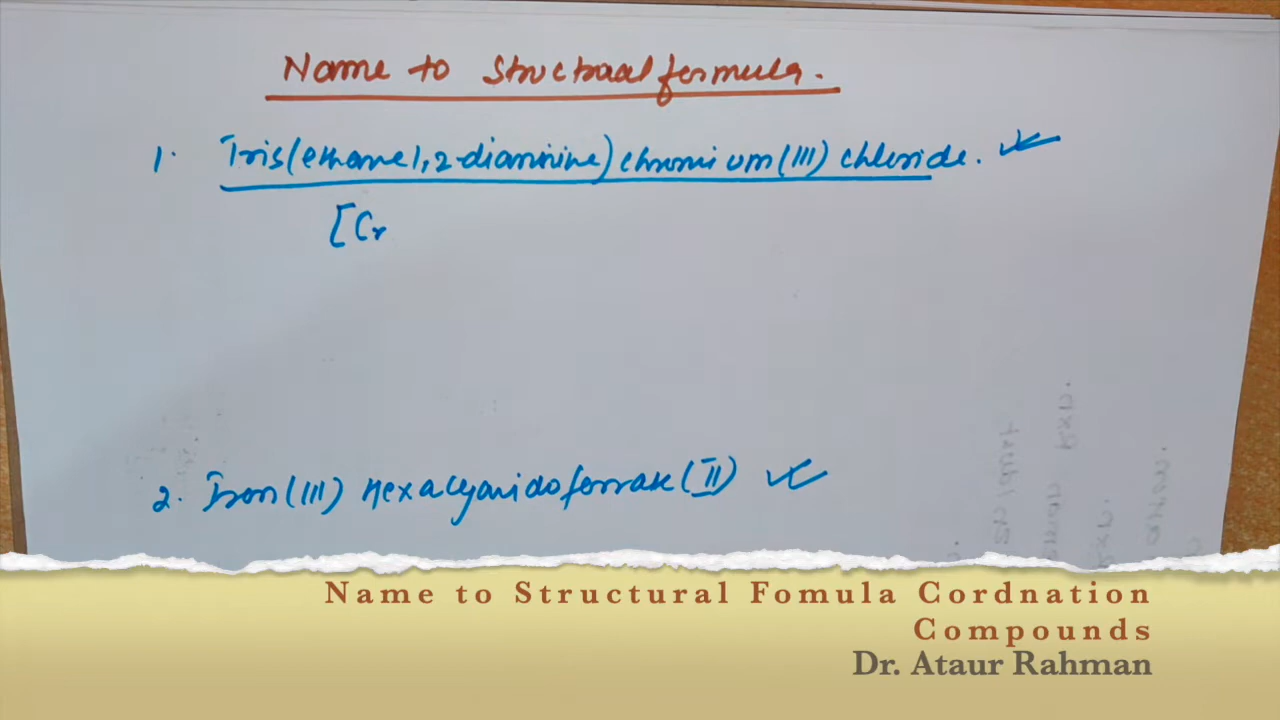 Name to Structural formula.
1. Tris(ethane1,2-diammine)chromium(III) chloride.
[Cr
2. Iron(III) Hexacyanidoferrate(II)
Name to Structural Fomula Cordnation
Compounds
Dr. Ataur Rahman